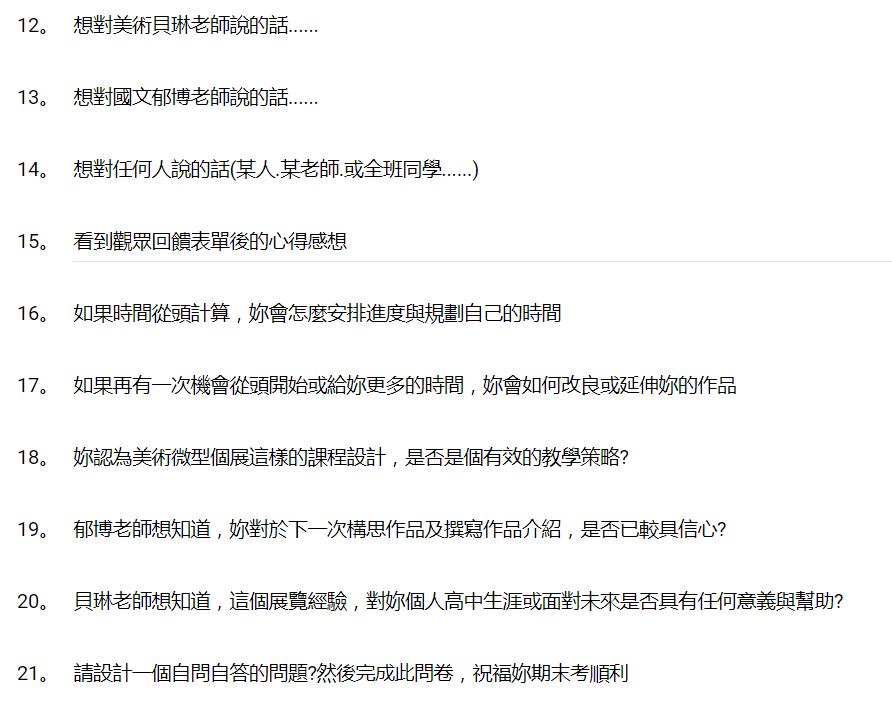 12。 想對美術貝琳老師說的話......
13。 想對國文郁博老師說的話......
14。 想對任何人說的話(某人.某老師.或全班同學......)
15。 看到觀眾回饋表單後的心得感想
16。 如果時間從頭計算，妳會怎麼安排進度與規劃自己的時間
17。 如果再有一次機會從頭開始或給妳更多的時間，妳會如何改良或延伸妳的作品
18。 妳認為美術微型個展這樣的課程設計，是否是個有效的教學策略?
19。 郁博老師想知道，妳對於下一次構思作品及撰寫作品介紹，是否已較具信心?
20。 貝琳老師想知道，這個展覽經驗，對妳個人高中生涯或面對未來是否具有任何意義與幫助?
21。 請設計一個自問自答的問題?然後完成此問卷，祝福妳期末考順利